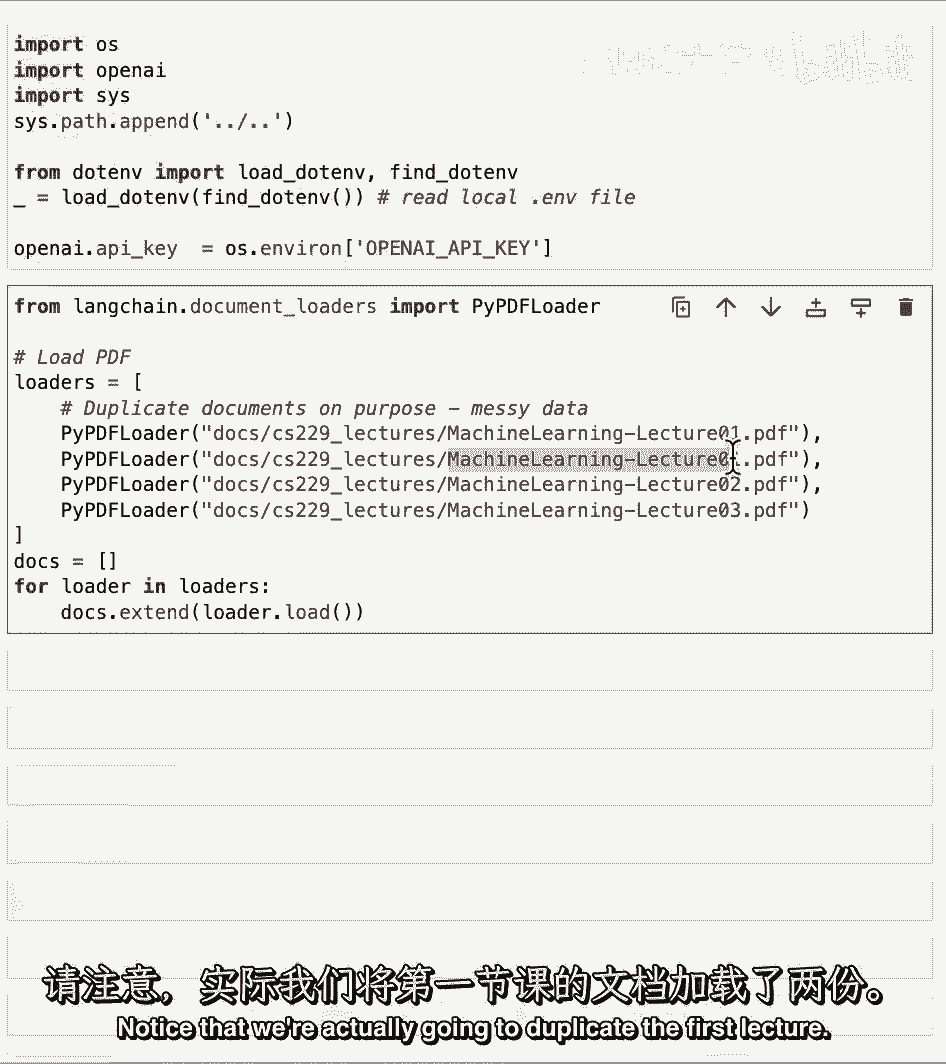 import os
import openai
import sys
sys.path.append('../..')
from dotenv import load_dotenv, find_dotenv
_ = load_dotenv(find_dotenv()) # read local .env file
openai.api_key  = os.environ['OPENAI_API_KEY']
from langchain.document_loaders import PyPDFLoader
# Load PDF
loaders = [
    # Duplicate documents on purpose - messy data
    PyPDFLoader("docs/cs229_lectures/MachineLearning-Lecture01.pdf"),
    PyPDFLoader("docs/cs229_lectures/MachineLearning-Lecture01.pdf"),
    PyPDFLoader("docs/cs229_lectures/MachineLearning-Lecture02.pdf"),
    PyPDFLoader("docs/cs229_lectures/MachineLearning-Lecture03.pdf")
]
docs = []
for loader in loaders:
    docs.extend(loader.load())
请注意，实际我们将第一节课的文档加载了两份。
Notice that we're actually going to duplicate the first lecture.